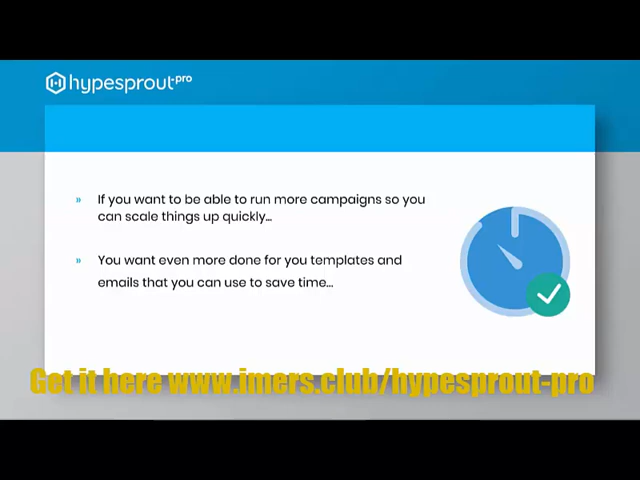 hypesprout-pro
» If you want to be able to run more campaigns so you
can scale things up quickly...
» You want even more done for you templates and
emails that you can use to save time...
Get it here www.imers.club/hypesprout-pro